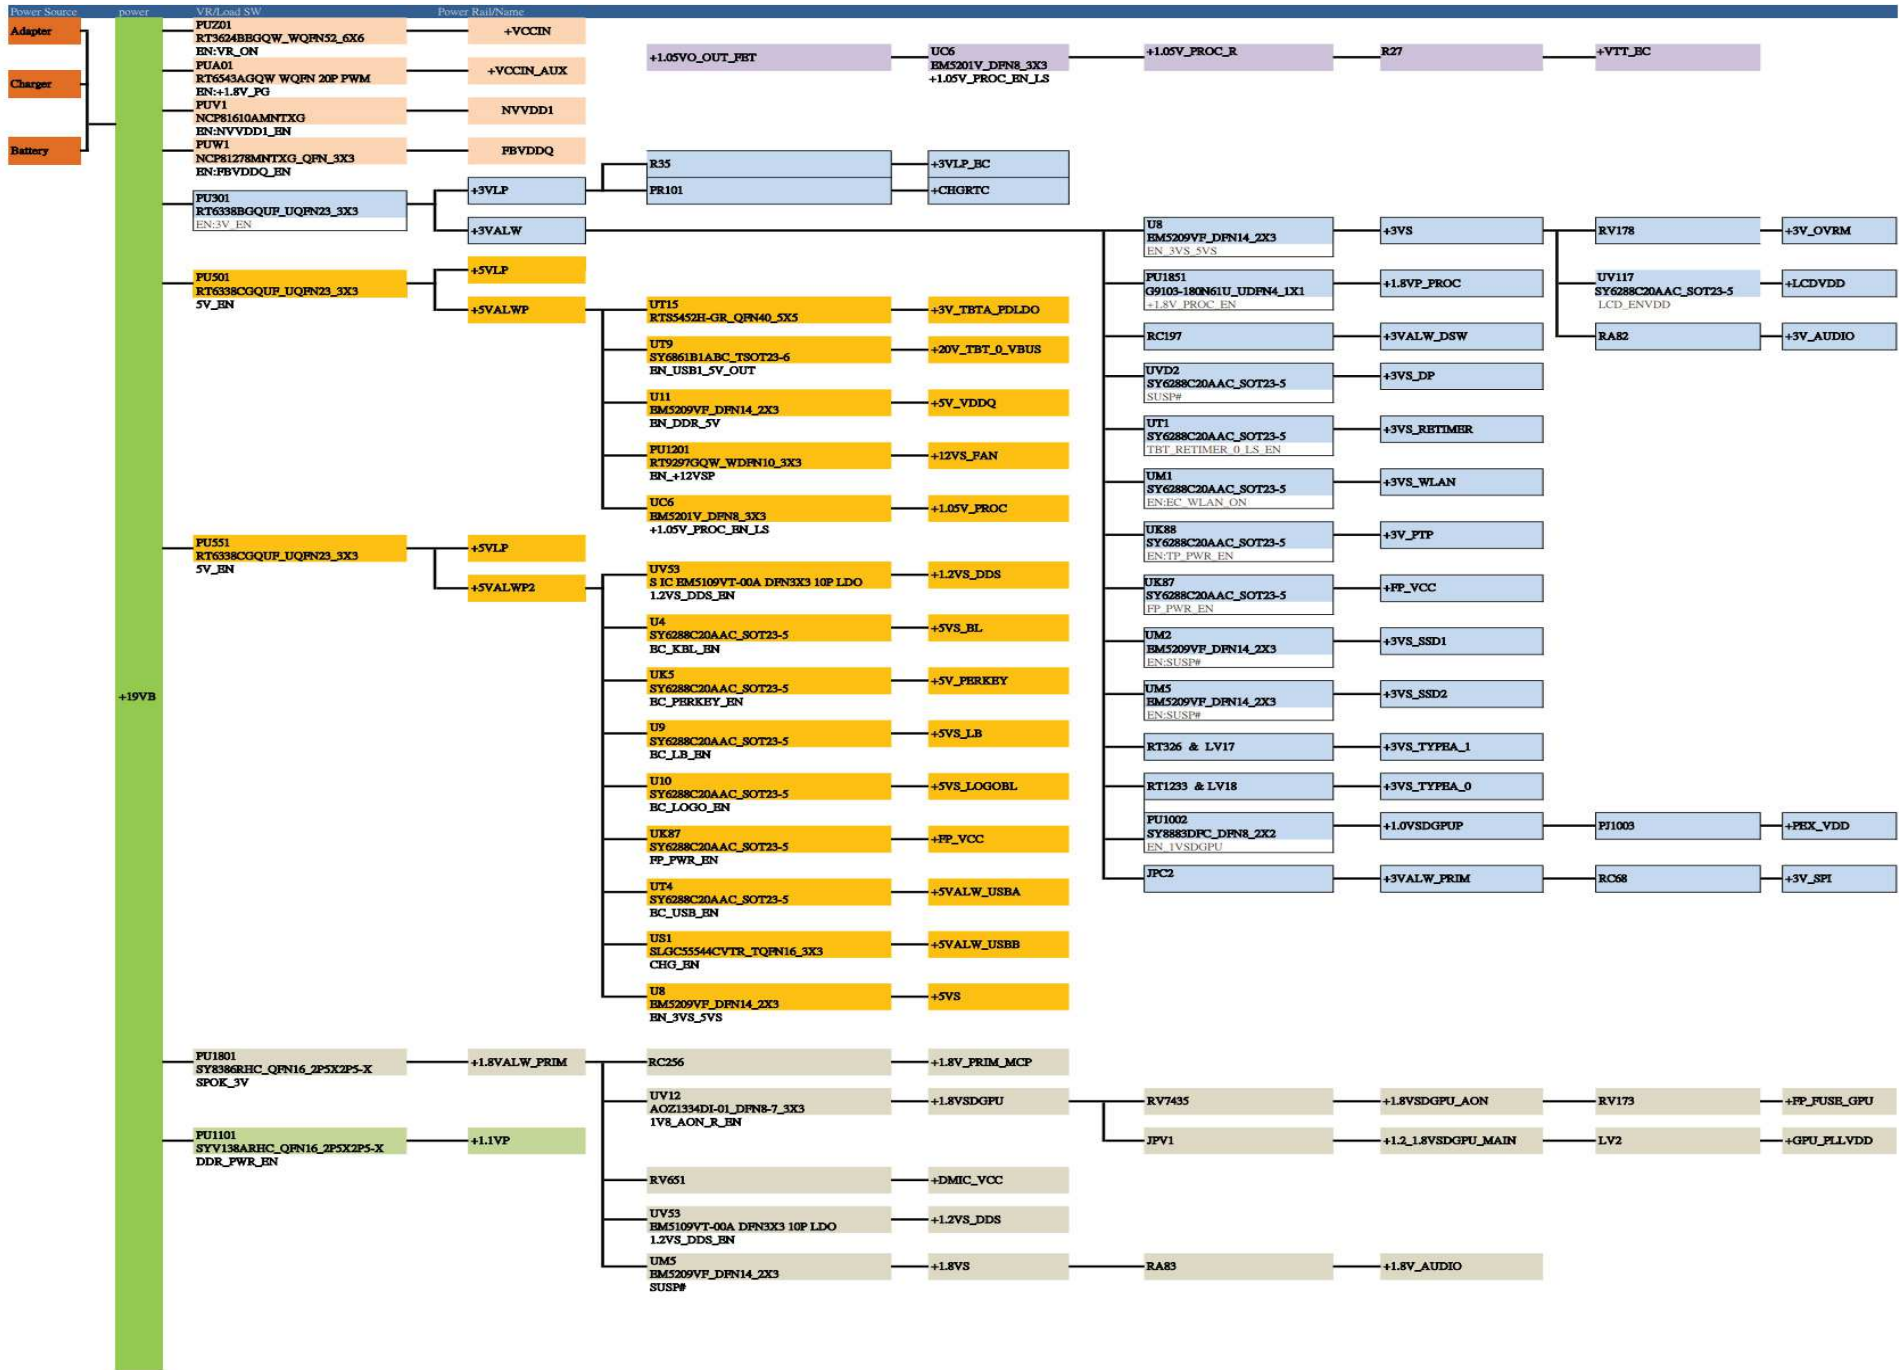 Power Source
power
VR/Load SW
Power Rail/Name
Adapter
Charger
Battery
+19VB
PUZ01
RT3624BEGQW_WQFN52_6X6
EN:VR_ON
+VCCIN
PUA01
RT6543AGQW WQFN 20P PWM
EN:+1.8V_PG
+VCCIN_AUX
PUV1
NCP81610AMNTXG
EN:NVVDD1_EN
NVVDD1
PUW1
NCP81278MNTXG_QFN_3X3
EN:FBVDDQ_EN
FBVDDQ
+1.05VO_OUT_FET
UC6
EM5201V_DFN8_3X3
+1.05V_PROC_EN_LS
+1.05V_PROC_R
R27
+VTT_EC
PU301
RT6338BGQUF_UQFN23_3X3
EN:3V_EN
+3VLP
R35
+3VLP_EC
PR101
+CHGRTC
+3VALW
U8
EM5209VF_DFN14_2X3
EN_3VS_5VS
+3VS
RV178
+3V_OVRM
UV117
SY6288C20AAC_SOT23-5
LCD_ENVDD
+LCDVDD
RA82
+3V_AUDIO
PU1851
G9103-180N61U_UDFN4_1X1
+1.8V_PROC_EN
+1.8VP_PROC
RC197
+3VALW_DSW
UVD2
SY6288C20AAC_SOT23-5
SUSP#
+3VS_DP
UT1
SY6288C20AAC_SOT23-5
TBT_RETIMER_0_LS_EN
+3VS_RETIMER
UM1
SY6288C20AAC_SOT23-5
EN:EC_WLAN_ON
+3VS_WLAN
UK88
SY6288C20AAC_SOT23-5
EN:TP_PWR_EN
+3V_PTP
UK87
SY6288C20AAC_SOT23-5
FP_PWR_EN
+FP_VCC
UM2
EM5209VF_DFN14_2X3
EN:SUSP#
+3VS_SSD1
UM5
EM5209VF_DFN14_2X3
EN:SUSP#
+3VS_SSD2
RT326 & LV17
+3VS_TYPEA_1
RT1233 & LV18
+3VS_TYPEA_0
PU1002
SY8883DFC_DFN8_2X2
EN_1VSDGPU
+1.0VSDGPUP
PJ1003
+PEX_VDD
JPC2
+3VALW_PRIM
RC68
+3V_SPI
PU501
RT6338CGQUF_UQFN23_3X3
5V_EN
+5VLP
+5VALWP
UT15
RTS5452H-GR_QFN40_5X5
+3V_TBTA_PDLDO
UT9
SY6861B1ABC_TSOT23-6
EN_USB1_5V_OUT
+20V_TBT_0_VBUS
U11
EM5209VF_DFN14_2X3
EN_DDR_5V
+5V_VDDQ
PU1201
RT9297GQW_WDFN10_3X3
EN_+12VSP
+12VS_FAN
UC6
EM5201V_DFN8_3X3
+1.05V_PROC_EN_LS
+1.05V_PROC
PU551
RT6338CGQUF_UQFN23_3X3
5V_EN
+5VLP
+5VALWP2
UV53
S IC EM5109VT-00A DFN3X3 10P LDO
1.2VS_DDS_EN
+1.2VS_DDS
U4
SY6288C20AAC_SOT23-5
EC_KBL_EN
+5VS_BL
UK5
SY6288C20AAC_SOT23-5
EC_PERKEY_EN
+5V_PERKEY
U9
SY6288C20AAC_SOT23-5
EC_LB_EN
+5VS_LB
U10
SY6288C20AAC_SOT23-5
EC_LOGO_EN
+5VS_LOGOBL
UK87
SY6288C20AAC_SOT23-5
FP_PWR_EN
+FP_VCC
UT4
SY6288C20AAC_SOT23-5
EC_USB_EN
+5VALW_USBA
US1
SLGC55544CVTR_TQFN16_3X3
CHG_EN
+5VALW_USBB
U8
EM5209VF_DFN14_2X3
EN_3VS_5VS
+5VS
PU1801
SY8386RHC_QFN16_2P5X2P5-X
SPOK_3V
+1.8VALW_PRIM
RC256
+1.8V_PRIM_MCP
UV12
AOZ1334DI-01_DFN8-7_3X3
1V8_AON_R_EN
+1.8VSDGPU
RV7435
+1.8VSDGPU_AON
RV173
+FP_FUSE_GPU
JPV1
+1.2_1.8VSDGPU_MAIN
LV2
+GPU_PLLVDD
PU1101
SYV138ARHC_QFN16_2P5X2P5-X
DDR_PWR_EN
+1.1VP
RV651
+DMIC_VCC
UV53
EM5109VT-00A DFN3X3 10P LDO
1.2VS_DDS_EN
+1.2VS_DDS
UM5
EM5209VF_DFN14_2X3
SUSP#
+1.8VS
RA83
+1.8V_AUDIO